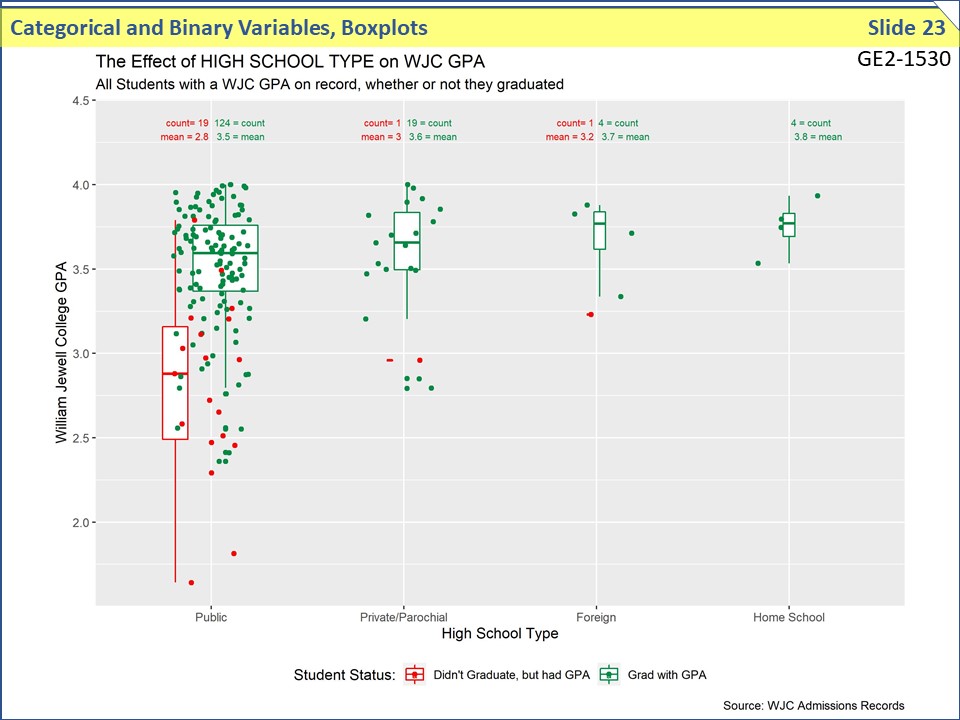 Categorical and Binary Variables, Boxplots Slide 23
GE2-1530
The Effect of HIGH SCHOOL TYPE on WJC GPA
All Students with a WJC GPA on record, whether or not they graduated
4.5
count= 19 124 = count count= 1 19 = count count= 1 4 = count 4 = count
mean = 2.8 3.5 = mean mean = 3 3.6 = mean mean = 3.2 3.7 = mean 3.8 = mean
4.0
3.5
3.0
2.5
2.0
William Jewell College GPA
Public Private/Parochial Foreign Home School
High School Type
Student Status: Didn't Graduate, but had GPA Grad with GPA
Source: WJC Admissions Records